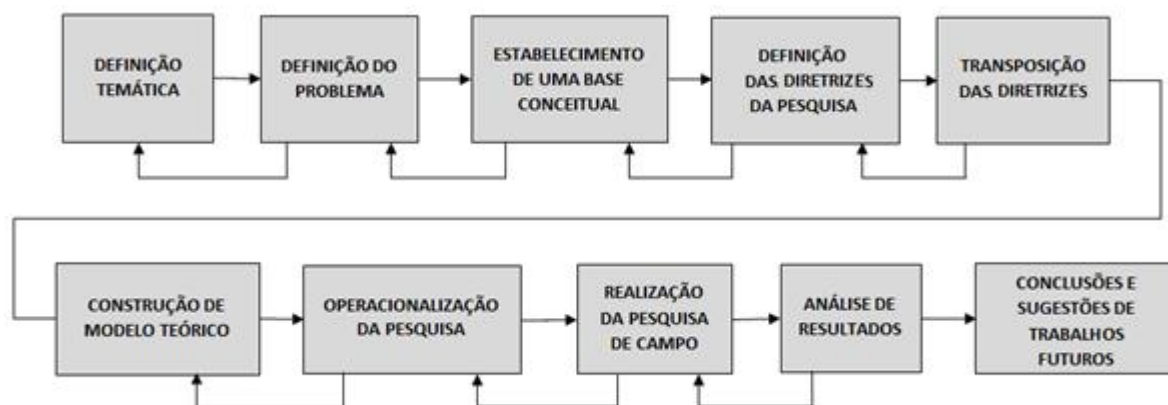 DEFINIÇÃO
TEMÁTICA
DEFINIÇÃO DO
PROBLEMA
ESTABELECIMENTO
DE UMA BASE
CONCEITUAL
DEFINIÇÃO
DAS. DIRETRIZES
DA PESQUISA
TRANSPOSIÇÃO
DAS. DIRETRIZES
CONSTRUÇÃO DE
MODELO TEÓRICO
OPERACIONALIZAÇÃO
DA PESQUISA
REALIZAÇÃO
DA PESQUISA
DE CAMPO
ANÁLISE DE
RESULTADOS
CONCLUSÕES E
SUGESTÕES DE
TRABALHOS
FUTUROS